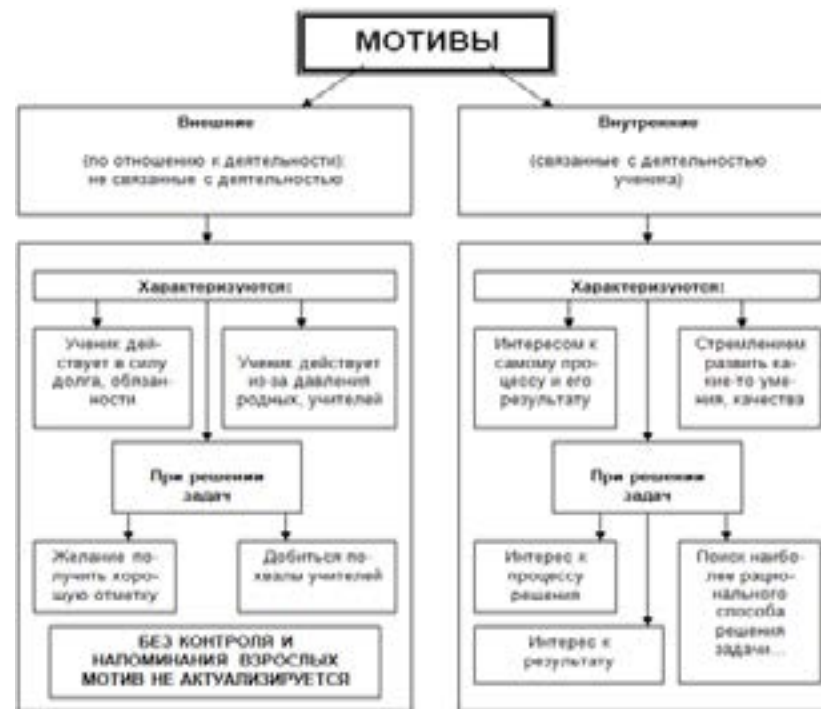 МОТИВЫ
Внешние
(по отношению к деятельности):
не связанные с деятельностью
Характеризуются:
Ученик дей-
ствует в силу
долга, обязан-
ности
Ученик действует
из-за давления
родных, учителей
При решении
задач
Желание по-
лучить хоро-
шую отметку
Добиться по-
хвалы учителей
БЕЗ КОНТРОЛЯ И
НАПОМИНАНИЯ ВЗРОСЛЫХ
МОТИВ НЕ АКТУАЛИЗИРУЕТСЯ
Внутренние
(связанные с деятельностью
ученика)
Характеризуются:
Интересом к
самому про-
цессу и его
результату
Стремлением
развить ка-
кие-то уме-
ния, качества
При решении
задач
Интерес к
процессу
решения
Поиск наибо-
лее рацио-
нального
способа
решения
задачи...
Интерес к
результату